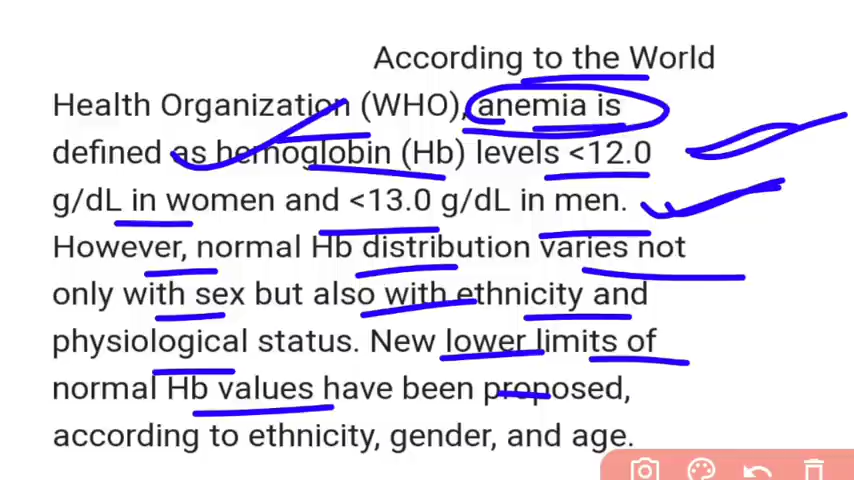 According to the World
Health Organization (WHO), anemia is
defined as hemoglobin (Hb) levels <12.0
g/dL in women and <13.0 g/dL in men.
However, normal Hb distribution varies not
only with sex but also with ethnicity and
physiological status. New lower limits of
normal Hb values have been proposed,
according to ethnicity, gender, and age.